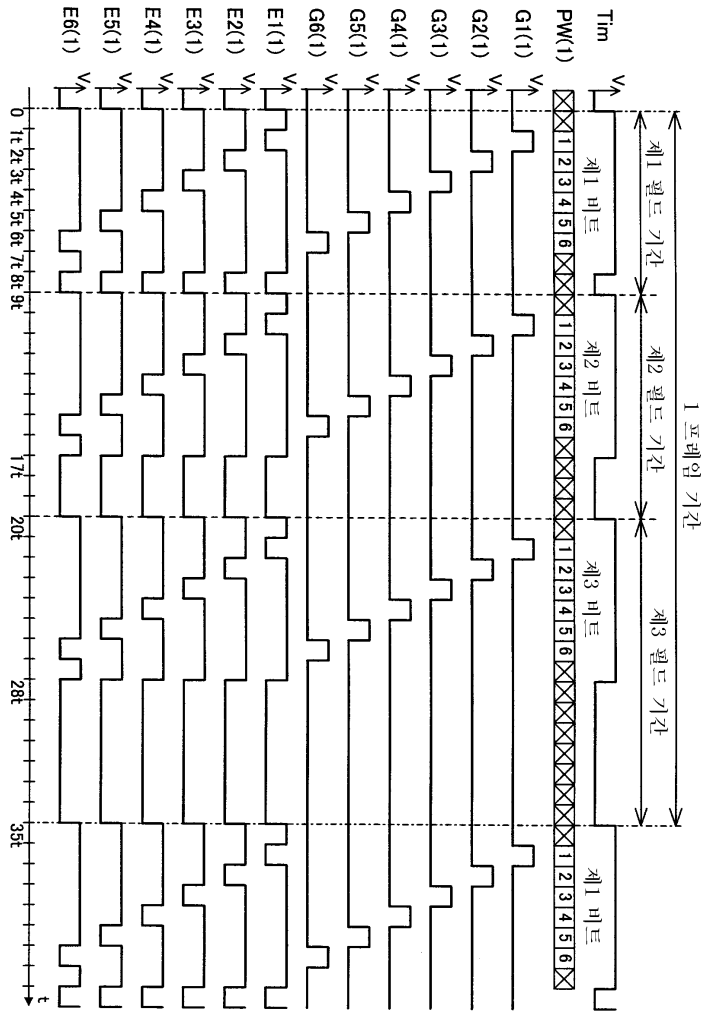 1 프레임 기간
제1 필드 기간 제2 필드 기간 제3 필드 기간
제1 비트 제2 비트 제3 비트 제1 비트
Tim V
PW(1) 1 2 3 4 5 6 1 2 3 4 5 6 1 2 3 4 5 6 1 2 3 4 5 6
G1(1) V
G2(1) V
G3(1) V
G4(1) V
G5(1) V
G6(1) V
E1(1) V
E2(1) V
E3(1) V
E4(1) V
E5(1) V
E6(1) V
0 1t 2t 3t 4t 5t 6t 7t 8t 9t 17t 20t 28t 35t t